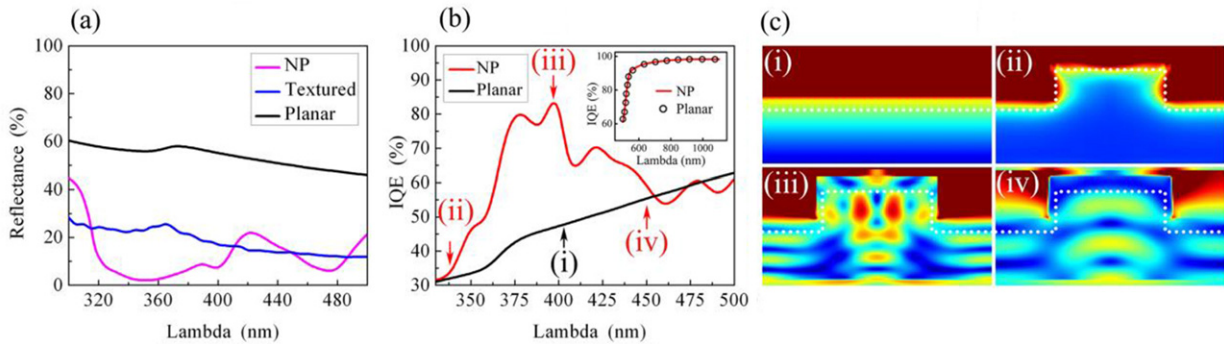 (a)
100
80
60
40
20
0
Reflectance (%)
NP
Textured
Planar
320 360 400 440 480
Lambda (nm)
(b)
100
90
80
70
60
50
40
30
IQE (%)
NP
Planar
(iii)
(ii)
(i)
(iv)
350 375 400 425 450 475 500
Lambda (nm)
100
80
60
IQE (%)
NP
Planar
600 800 1000
Lambda (nm)
(c)
(i)
(ii)
(iii)
(iv)